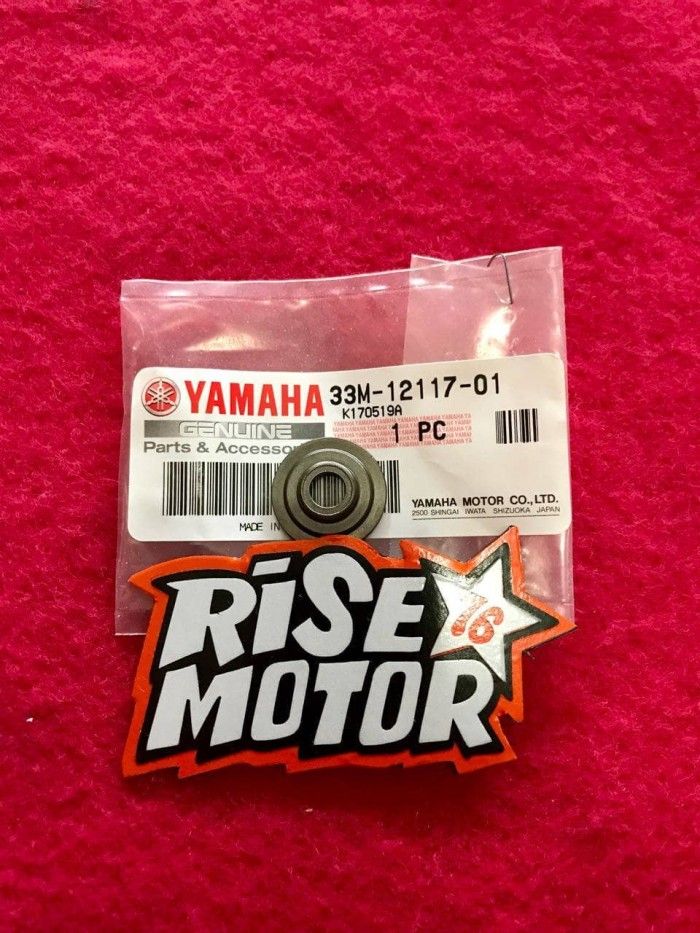 YAMAHA 33M-12117-01
K170519A
GENUINE
1 PC
Parts &
YAMAHA MOTOR CO.,LTD.
2500 SHINGAI IWATA SHIZUOKA JAPAN
MADE IN
RiSE 76
MOTOR